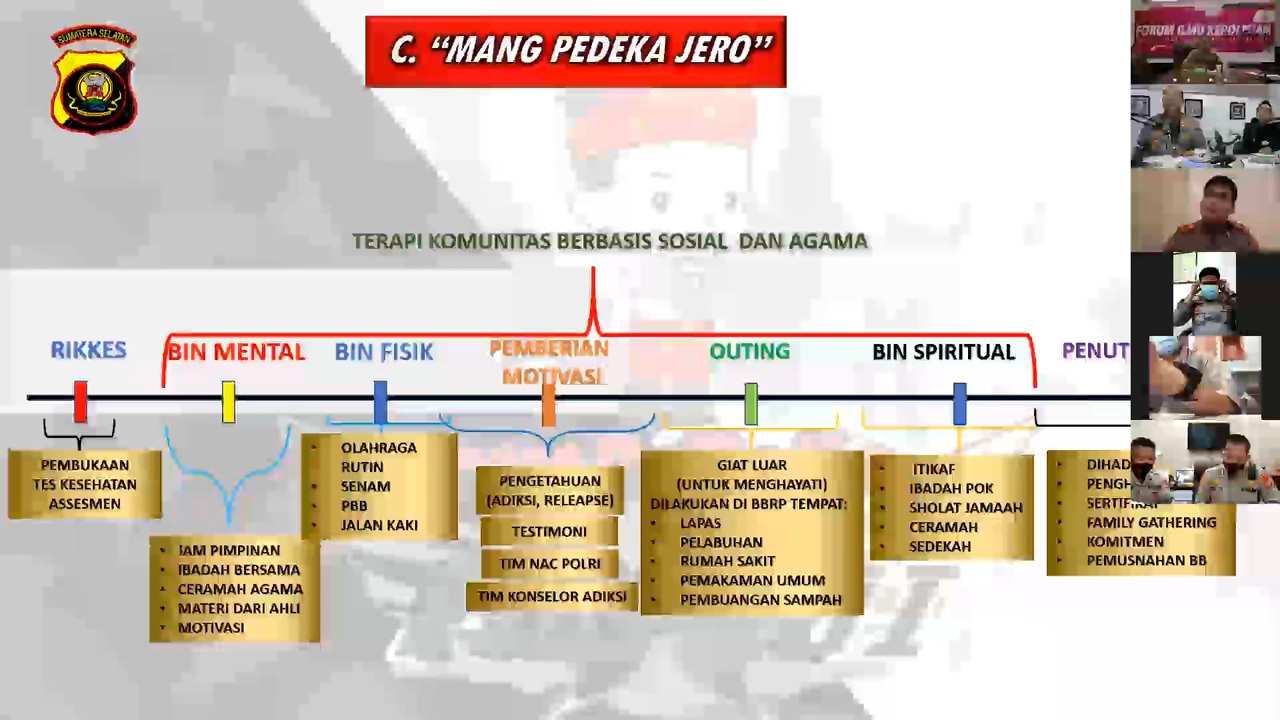 SUMATERA SELATAN
C. “MANG PEDEKA JERO”
FORUM ILMU KEPOLISIAN
TERAPI KOMUNITAS BERBASIS SOSIAL DAN AGAMA
RIKKES
PEMBUKAAN
TES KESEHATAN
ASSESMEN
BIN MENTAL
• JAM PIMPINAN
• IBADAH BERSAMA
• CERAMAH AGAMA
• MATERI DARI AHLI
• MOTIVASI
BIN FISIK
• OLAHRAGA
RUTIN
• SENAM
• PBB
• JALAN KAKI
PEMBERIAN
MOTIVASI
PENGETAHUAN
(ADIKSI, RELEAPSE)
TESTIMONI
TIM NAC POLRI
TIM KONSELOR ADIKSI
OUTING
GIAT LUAR
(UNTUK MENGHAYATI)
DILAKUKAN DI BBRP TEMPAT:
• LAPAS
• PELABUHAN
• RUMAH SAKIT
• PEMAKAMAN UMUM
• PEMBUANGAN SAMPAH
BIN SPIRITUAL
• ITIKAF
• IBADAH POK
• SHOLAT JAMAAH
• CERAMAH
• SEDEKAH
PENUT
• DIHAD
• PENGH
• SERTIFIKAT
• FAMILY GATHERING
• KOMITMEN
• PEMUSNAHAN BB